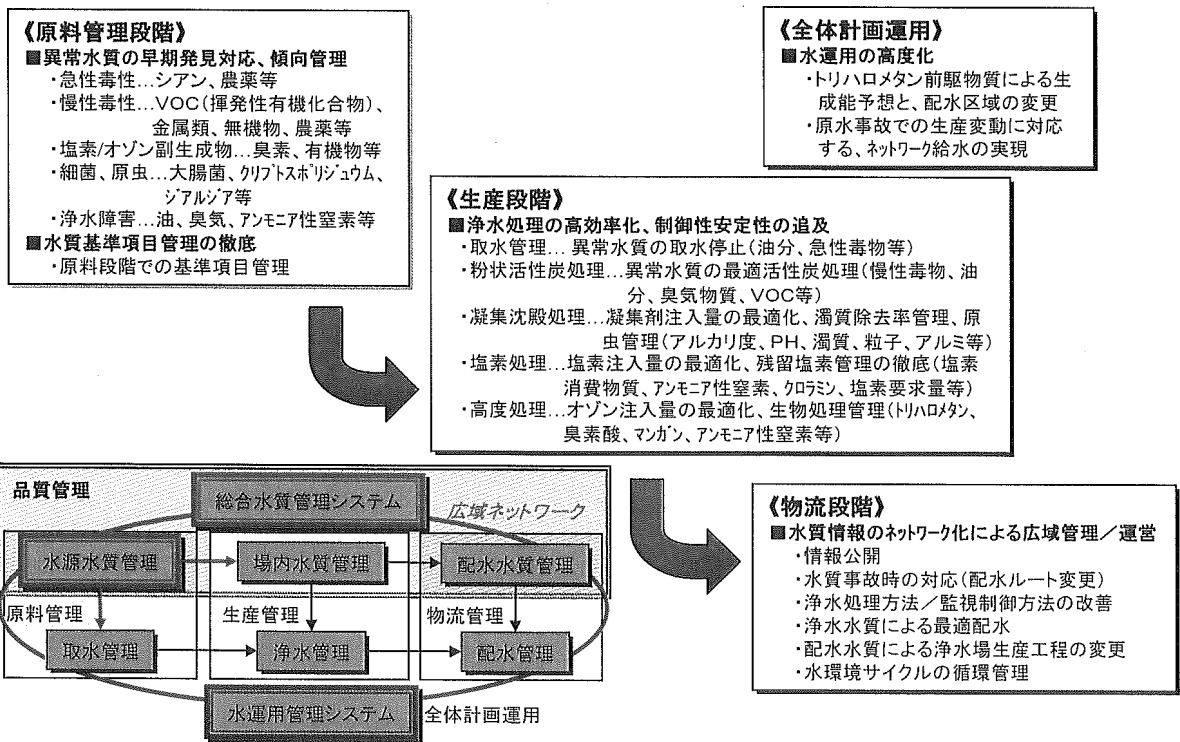 《原料管理段階》
■異常水質の早期発見対応、傾向管理
・急性毒性…シアン、農薬等
・慢性毒性…VOC(揮発性有機化合物)、
金属類、無機物、農薬等
・塩素/オゾン副生成物…臭素、有機物等
・細菌、原虫…大腸菌、クリプトスポリジュウム、
ジアルジア等
・浄水障害…油、臭気、アンモニア性窒素等
■水質基準項目管理の徹底
・原料段階での基準項目管理
《全体計画運用》
■水運用の高度化
・トリハロメタン前駆物質による生
成能予想と、配水区域の変更
・原水事故での生産変動に対応
する、ネットワーク給水の実現
《生産段階》
■浄水処理の高効率化、制御性安定性の追及
・取水管理… 異常水質の取水停止(油分、急性毒物等)
・粉状活性炭処理…異常水質の最適活性炭処理(慢性毒物、油
分、臭気物質、VOC等)
・凝集沈殿処理…凝集剤注入量の最適化、濁質除去率管理、原
虫管理(アルカリ度、PH、濁質、粒子、アルミ等)
・塩素処理…塩素注入量の最適化、残留塩素管理の徹底(塩素
消費物質、アンモニア性窒素、クロラミン、塩素要求量等)
・高度処理…オゾン注入量の最適化、生物処理管理(トリハロメタン、
臭素酸、マンガン、アンモニア性窒素等)
品質管理
総合水質管理システム
広域ネットワーク
水源水質管理
場内水質管理
配水水質管理
原料管理
生産管理
物流管理
取水管理
浄水管理
配水管理
水運用管理システム
全体計画運用
《物流段階》
■水質情報のネットワーク化による広域管理／運営
・情報公開
・水質事故時の対応(配水ルート変更)
・浄水処理方法／監視制御方法の改善
・浄水水質による最適配水
・配水水質による浄水場生産工程の変更
・水環境サイクルの循環管理